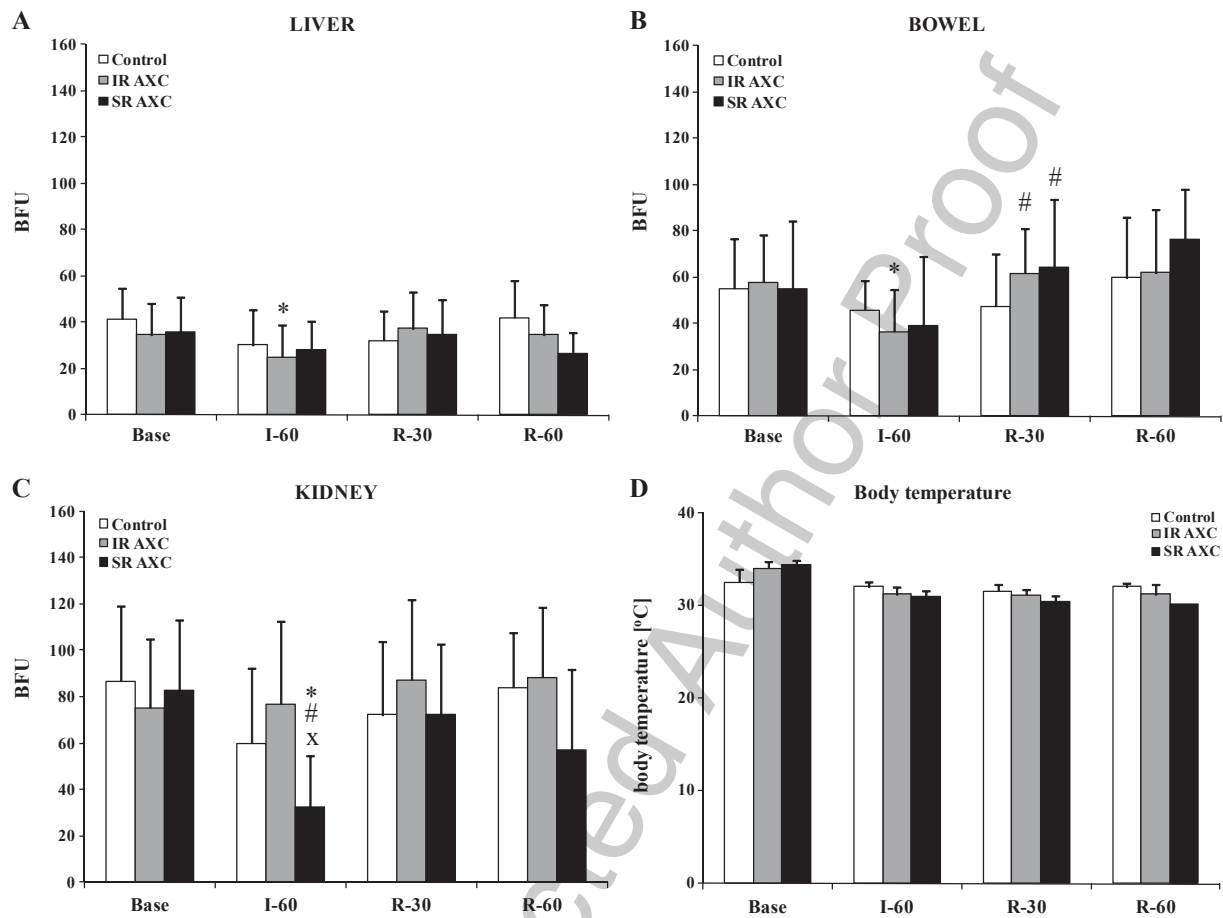 A
LIVER
160
140
120
100
80
60
40
20
0
BFU
Control
IR AXC
SR AXC
*
Base
I-60
R-30
R-60
B
BOWEL
160
140
120
100
80
60
40
20
0
BFU
Control
IR AXC
SR AXC
*
#
#
Base
I-60
R-30
R-60
C
KIDNEY
160
140
120
100
80
60
40
20
0
BFU
Control
IR AXC
SR AXC
*
#
x
Base
I-60
R-30
R-60
D
Body temperature
40
30
20
10
0
body temperature [°C]
Control
IR AXC
SR AXC
Base
I-60
R-30
R-60
cted Author Proof